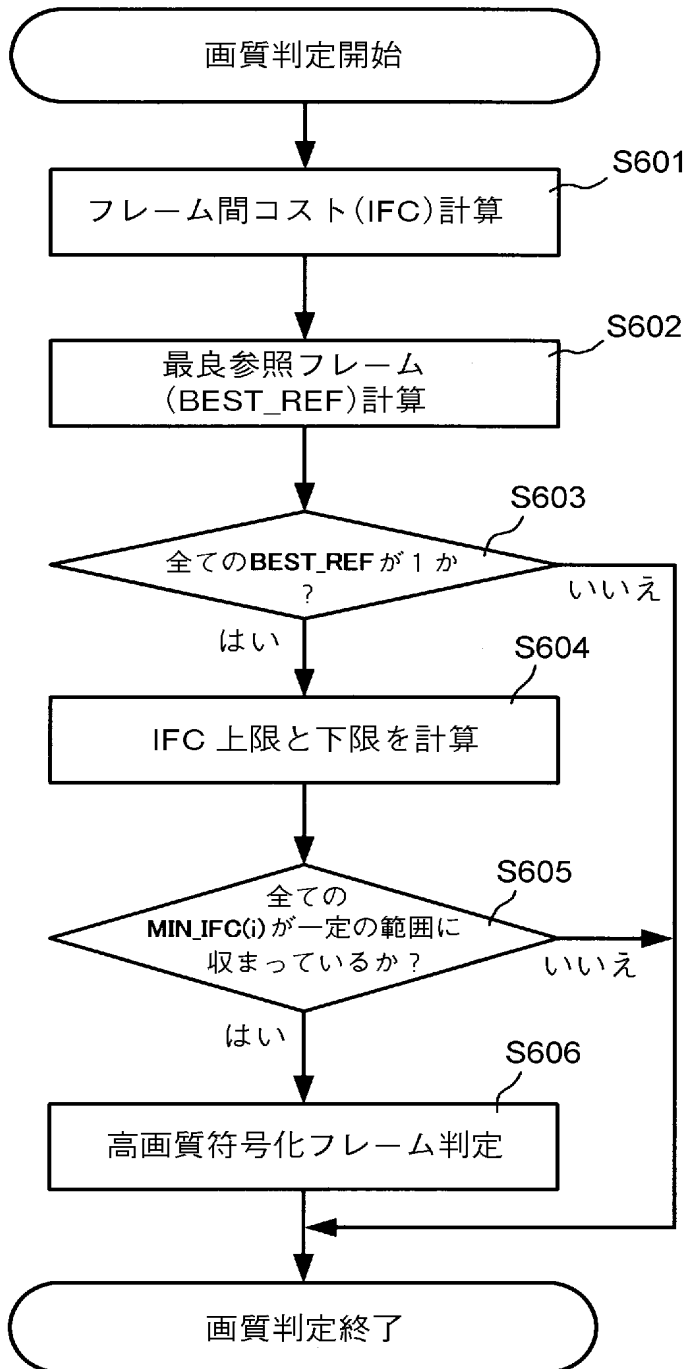 画質判定開始
S601
フレーム間コスト(IFC)計算
S602
最良参照フレーム
(BEST_REF)計算
S603
全てのBEST_REFが1か
?
いいえ
はい
S604
IFC 上限と下限を計算
S605
全ての
MIN_IFC(i)が一定の範囲に
収まっているか?
いいえ
はい
S606
高画質符号化フレーム判定
画質判定終了